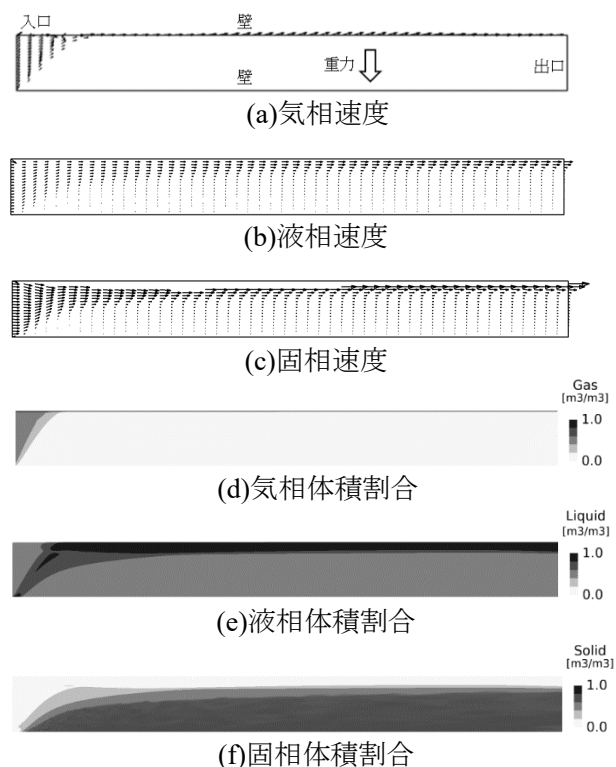 入口
壁
壁
重力
出口
(a)気相速度
(b)液相速度
(c)固相速度
Gas
[m3/m3]
1.0
0.0
(d)気相体積割合
Liquid
[m3/m3]
1.0
0.0
(e)液相体積割合
Solid
[m3/m3]
1.0
0.0
(f)固相体積割合